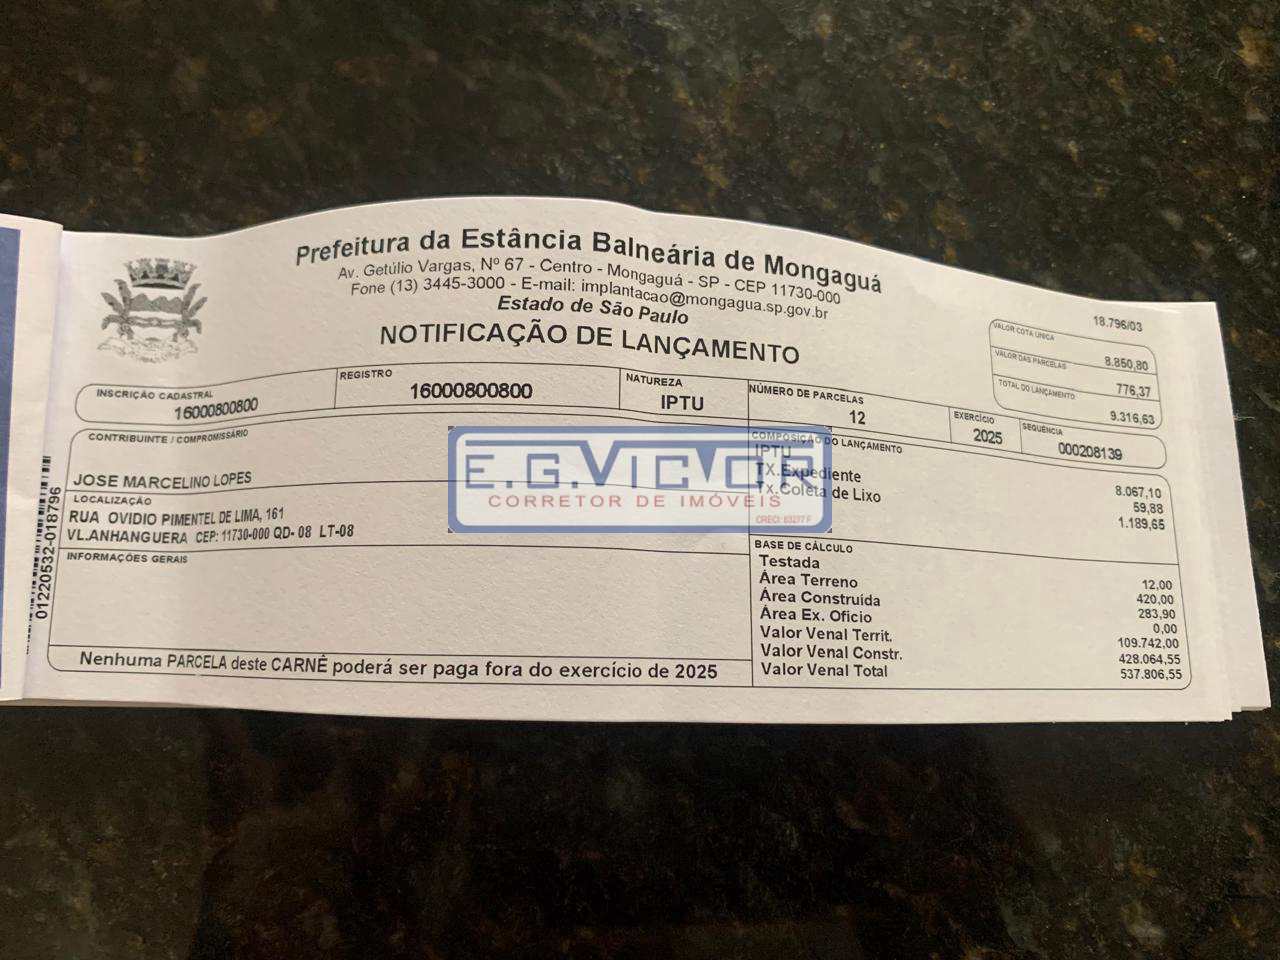 Prefeitura da Estância Balneária de Mongaguá
Av. Getúlio Vargas, Nº 67 - Centro - Mongaguá - SP - CEP 11730-000
Fone (13) 3445-3000 - E-mail: implantacao@mongagua.sp.gov.br
Estado de São Paulo
NOTIFICAÇÃO DE LANÇAMENTO
18.796/03
VALOR COTA UNICA
8.850,80
VALOR DAS PARCELAS
776,37
TOTAL DO LANÇAMENTO
9.316,63
INSCRIÇÃO CADASTRAL
16000800800
REGISTRO
16000800800
NATUREZA
IPTU
NÚMERO DE PARCELAS
12
EXERCÍCIO
2025
SEQUÊNCIA
000208139
CONTRIBUINTE / COMPROMISSÁRIO
JOSE MARCELINO LOPES
LOCALIZAÇÃO
RUA OVIDIO PIMENTEL DE LIMA, 161
VL.ANHANGUERA CEP: 11730-000 QD- 08 LT-08
INFORMAÇÕES GERAIS
Nenhuma PARCELA deste CARNÊ poderá ser paga fora do exercício de 2025
COMPOSIÇÃO DO LANÇAMENTO
IPTU 8.067,10
TX.Expediente 59,88
TX.Coleta de Lixo 1.189,65
BASE DE CÁLCULO
Testada 12,00
Área Terreno 420,00
Área Construída 283,90
Área Ex. Oficio 0,00
Valor Venal Territ. 109.742,00
Valor Venal Constr. 428.064,55
Valor Venal Total 537.806,55
01220532-018796
E.G.VICTOR
CORRETOR DE IMÓVEIS